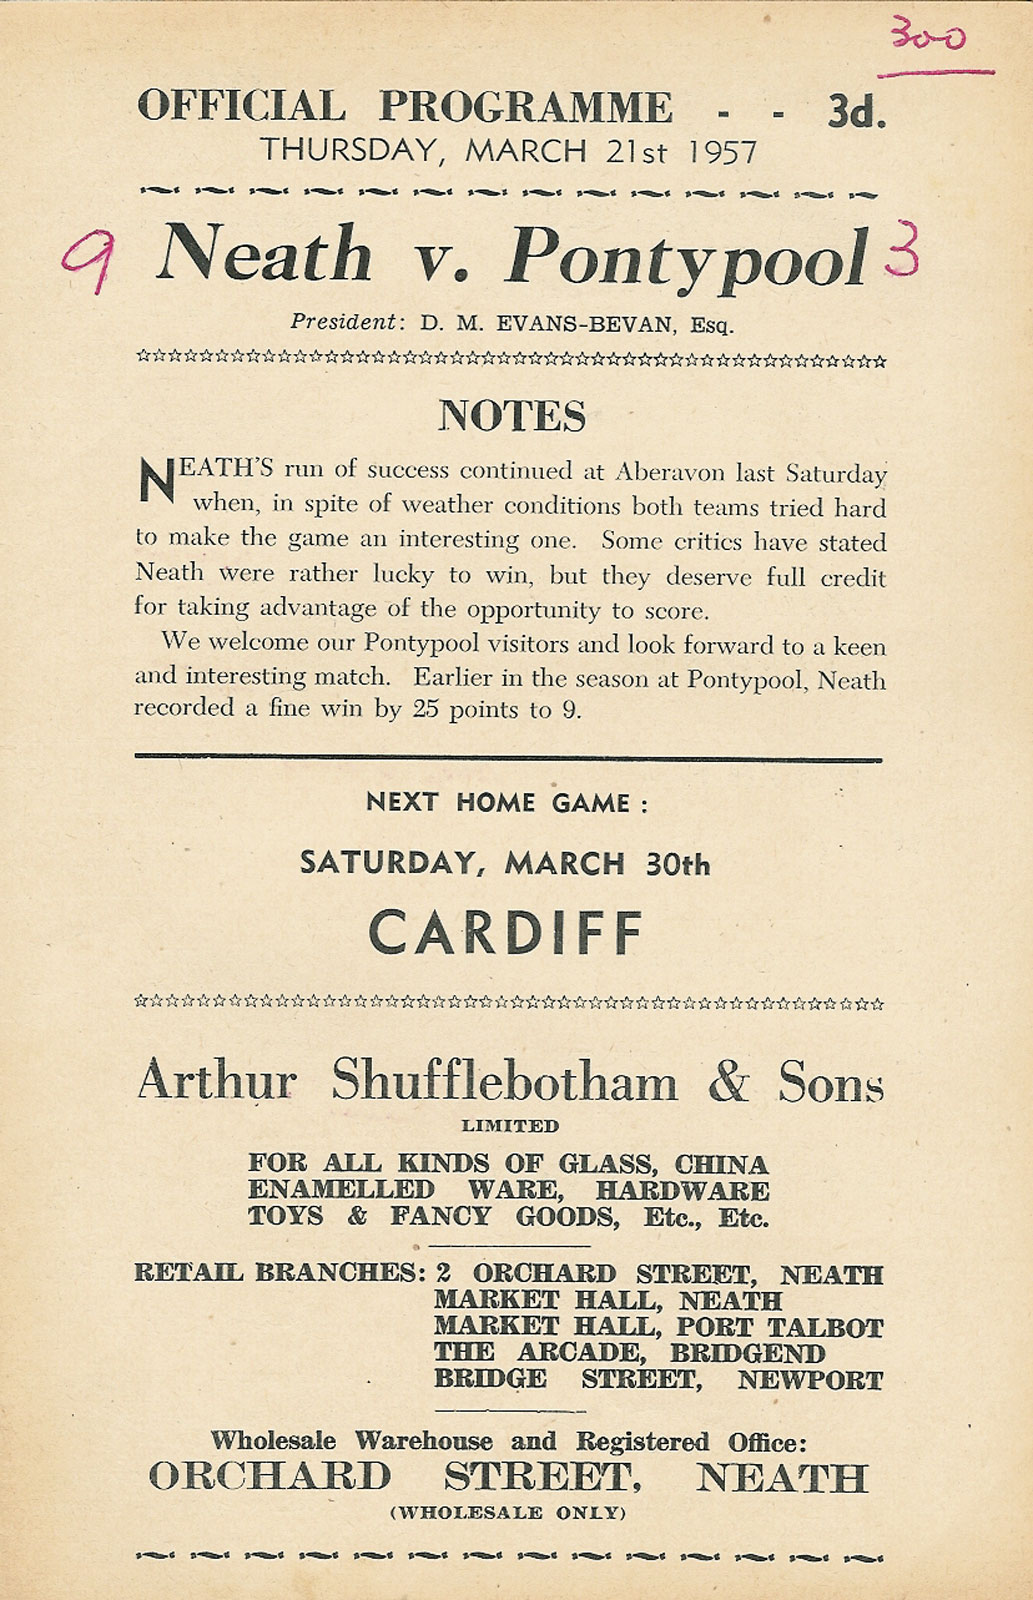 300
OFFICIAL PROGRAMME - - 3d.
THURSDAY, MARCH 21st 1957
9 Neath v. Pontypool 3
President: D. M. EVANS-BEVAN, Esq.
NOTES
NEATH'S run of success continued at Aberavon last Saturday
when, in spite of weather conditions both teams tried hard
to make the game an interesting one. Some critics have stated
Neath were rather lucky to win, but they deserve full credit
for taking advantage of the opportunity to score.
We welcome our Pontypool visitors and look forward to a keen
and interesting match. Earlier in the season at Pontypool, Neath
recorded a fine win by 25 points to 9.
NEXT HOME GAME :
SATURDAY, MARCH 30th
CARDIFF
Arthur Shufflebotham & Sons
LIMITED
FOR ALL KINDS OF GLASS, CHINA
ENAMELLED WARE, HARDWARE
TOYS & FANCY GOODS, Etc., Etc.
RETAIL BRANCHES: 2 ORCHARD STREET, NEATH
MARKET HALL, NEATH
MARKET HALL, PORT TALBOT
THE ARCADE, BRIDGEND
BRIDGE STREET, NEWPORT
Wholesale Warehouse and Registered Office:
ORCHARD STREET, NEATH
(WHOLESALE ONLY)